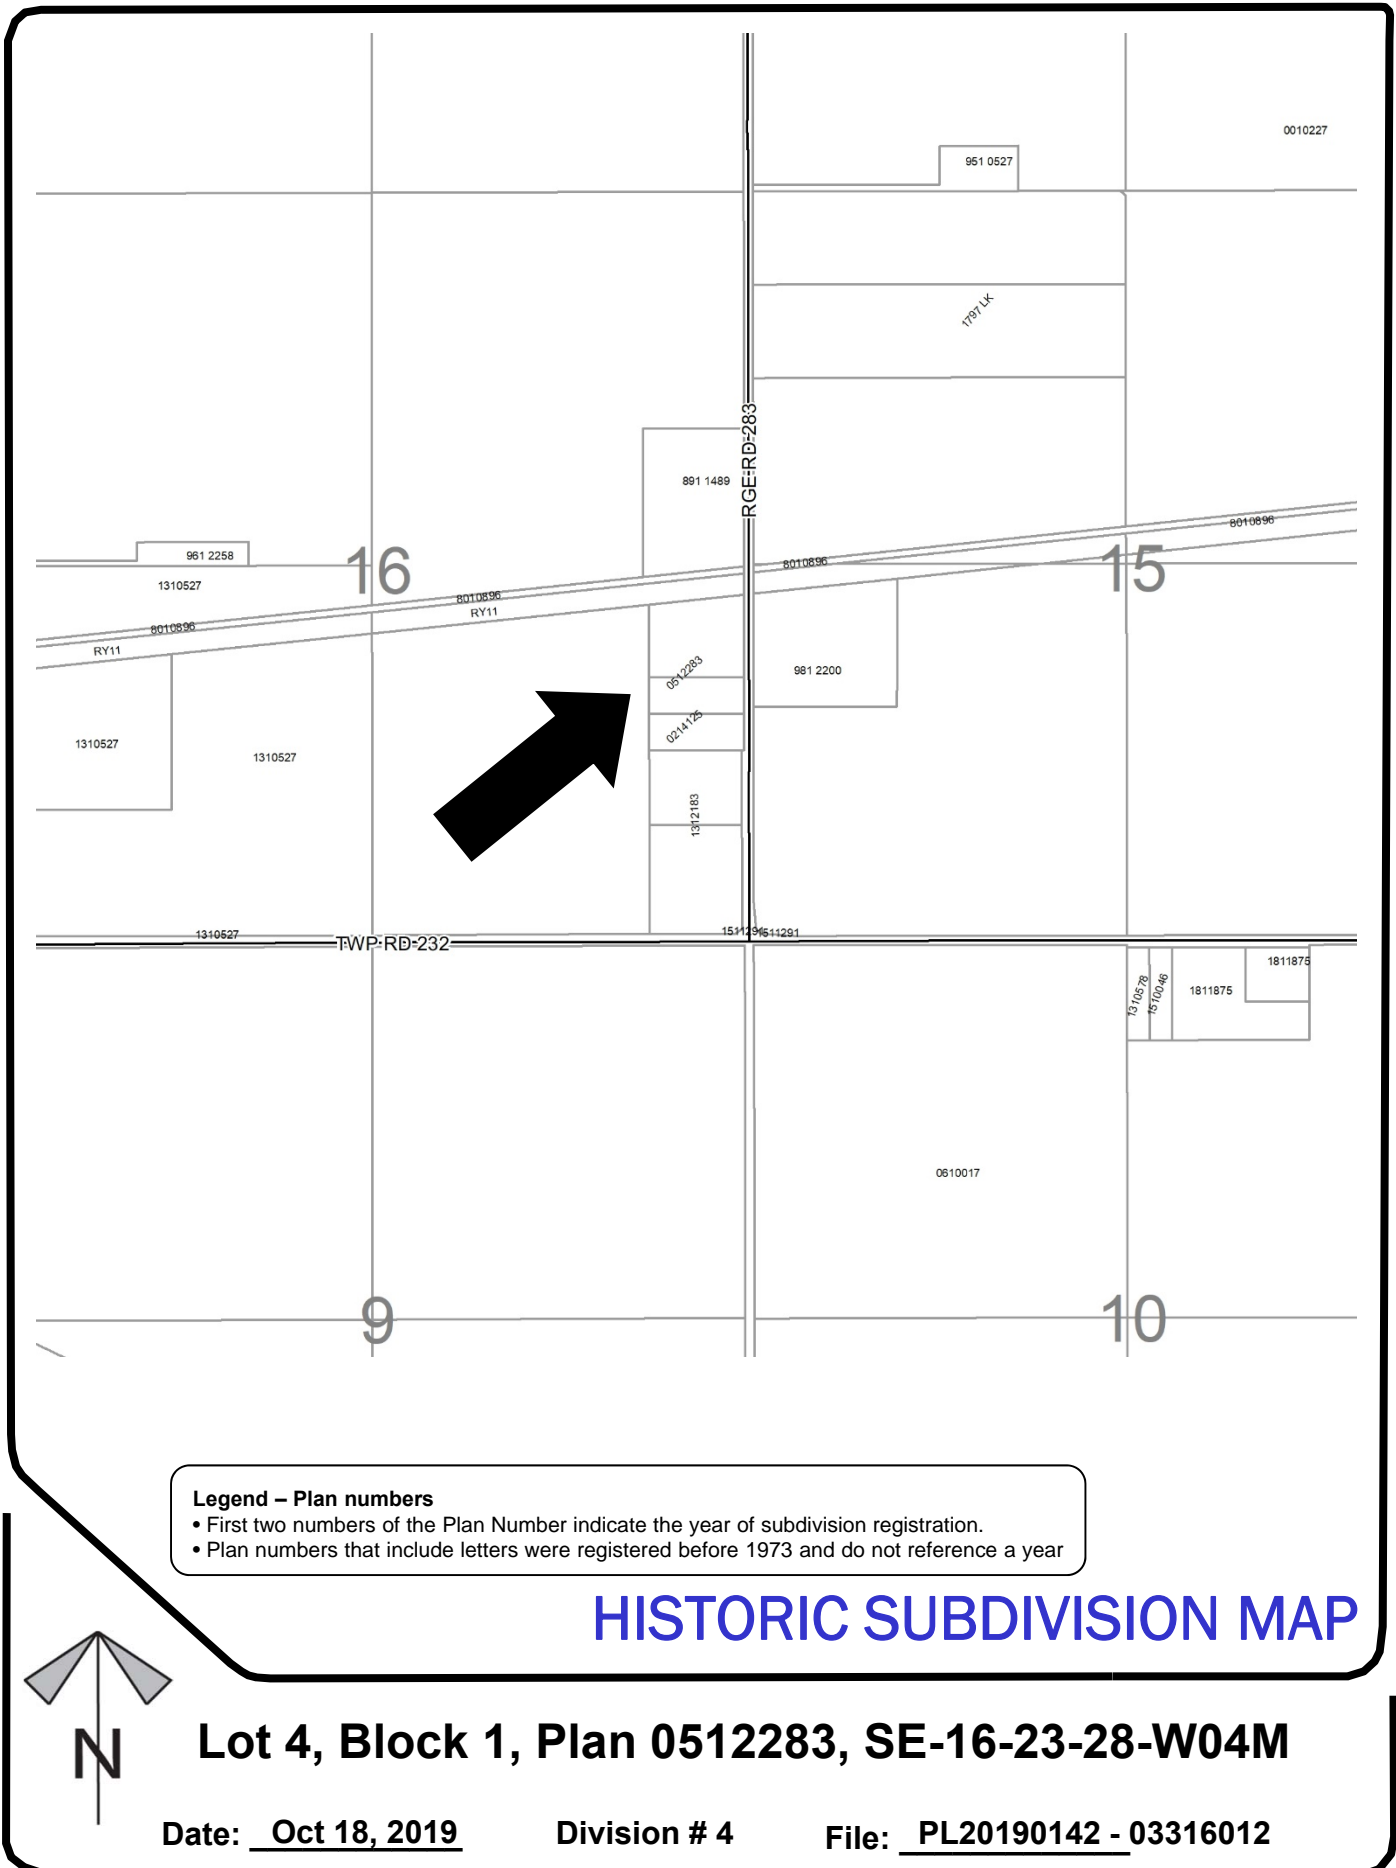 0010227
951 0527
1797 LK
RGE-RD-283
891 1489
8010896
961 2258
16
8010896
15
1310527
8010896
RY11
8010896
RY11
0512283
981 2200
0214125
1310527
1310527
1312183
1310527
TWP-RD-232
1511291
1511291
1811875
1310578
1510046
1811875
0610017
9
10
Legend – Plan numbers
• First two numbers of the Plan Number indicate the year of subdivision registration.
• Plan numbers that include letters were registered before 1973 and do not reference a year
HISTORIC SUBDIVISION MAP
N
Lot 4, Block 1, Plan 0512283, SE-16-23-28-W04M
Date: Oct 18, 2019 Division # 4 File: PL20190142 - 03316012